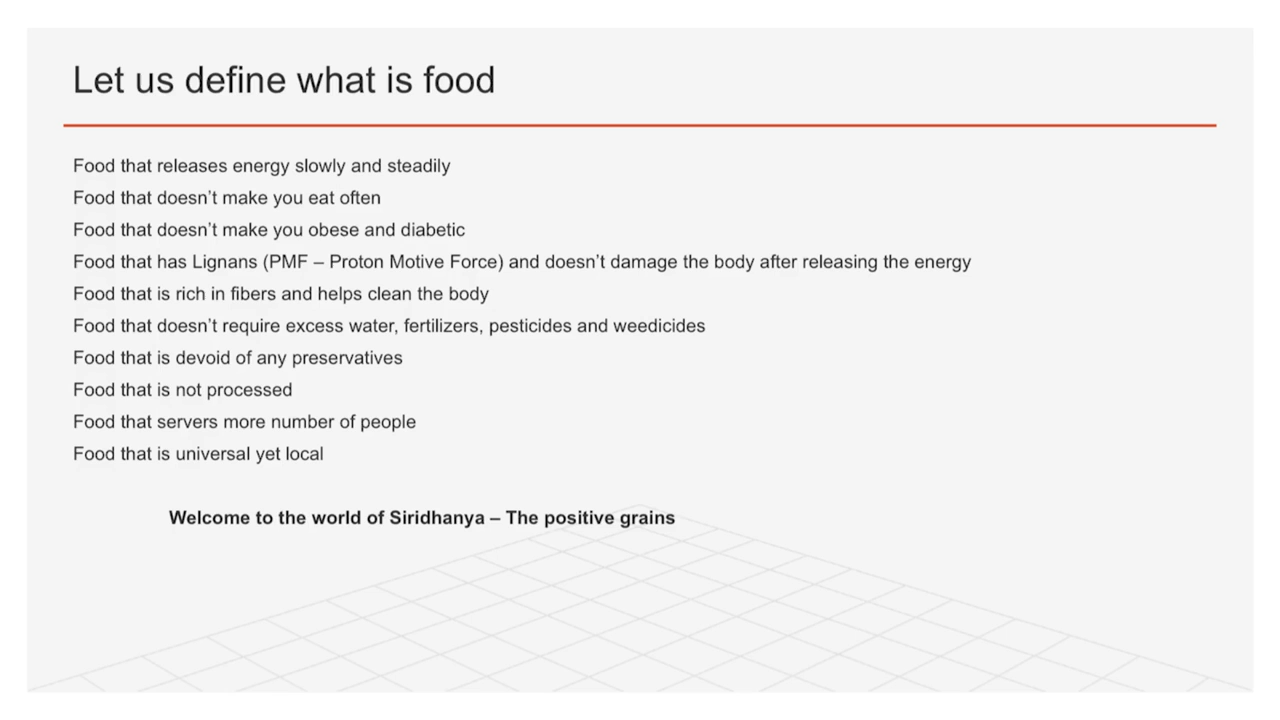 Let us define what is food
Food that releases energy slowly and steadily
Food that doesn’t make you eat often
Food that doesn’t make you obese and diabetic
Food that has Lignans (PMF – Proton Motive Force) and doesn’t damage the body after releasing the energy
Food that is rich in fibers and helps clean the body
Food that doesn’t require excess water, fertilizers, pesticides and weedicides
Food that is devoid of any preservatives
Food that is not processed
Food that servers more number of people
Food that is universal yet local
Welcome to the world of Siridhanya – The positive grains